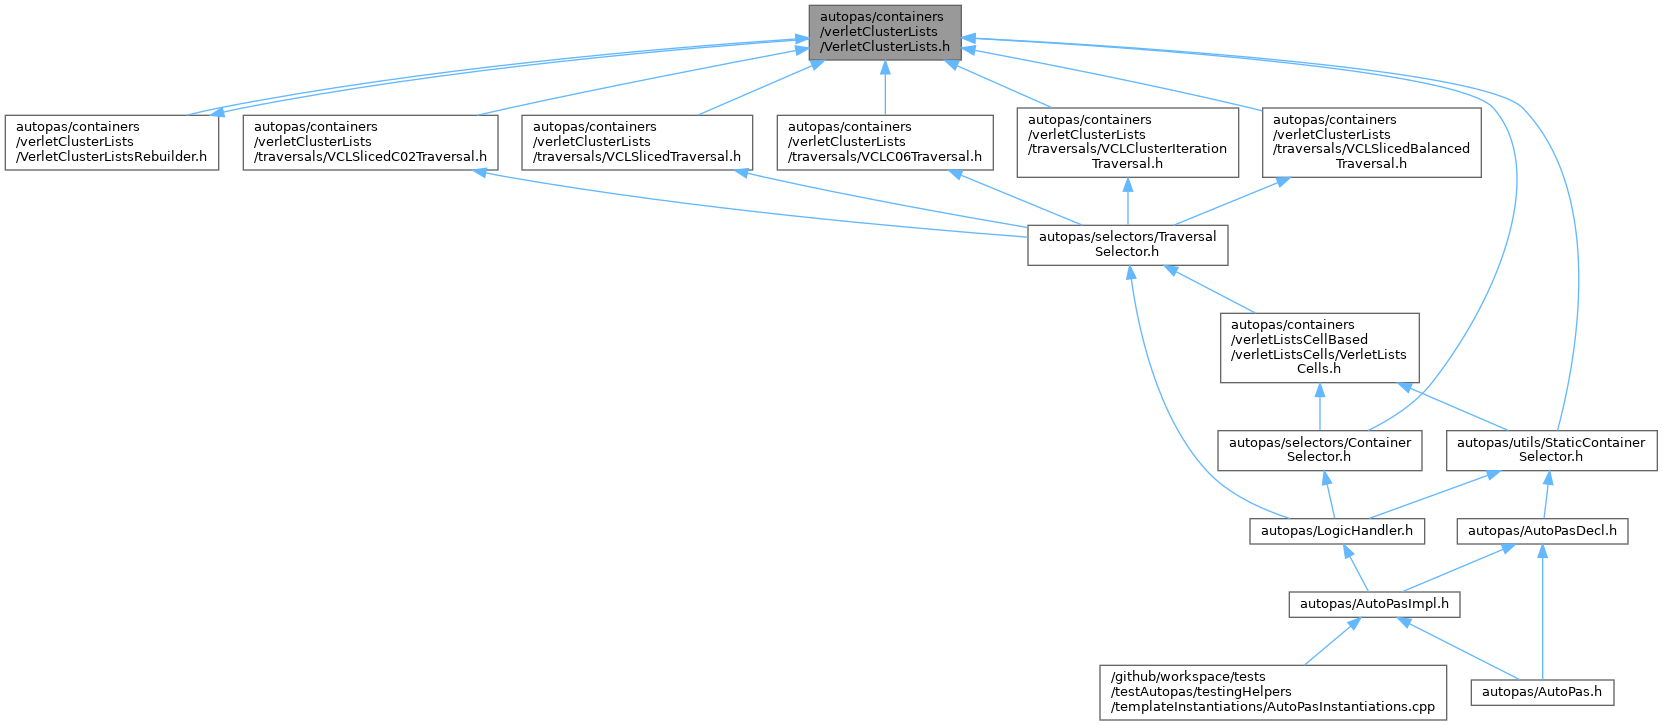 autopas/containers
/verletClusterLists
/VerletClusterLists.h
autopas/containers
/verletClusterLists
/VerletClusterListsRebuilder.h
autopas/containers
/verletClusterLists
/traversals/VCLSlicedC02Traversal.h
autopas/containers
/verletClusterLists
/traversals/VCLSlicedTraversal.h
autopas/containers
/verletClusterLists
/traversals/VCLC06Traversal.h
autopas/containers
/verletClusterLists
/traversals/VCLClusterIteration
Traversal.h
autopas/containers
/verletClusterLists
/traversals/VCLSlicedBalanced
Traversal.h
autopas/selectors/Traversal
Selector.h
autopas/containers
/verletListsCellBased
/verletListsCells/VerletLists
Cells.h
autopas/selectors/Container
Selector.h
autopas/utils/StaticContainer
Selector.h
autopas/LogicHandler.h
autopas/AutoPasDecl.h
autopas/AutoPasImpl.h
/github/workspace/tests
/testAutopas/testingHelpers
/templateInstantiations/AutoPasInstantiations.cpp
autopas/AutoPas.h